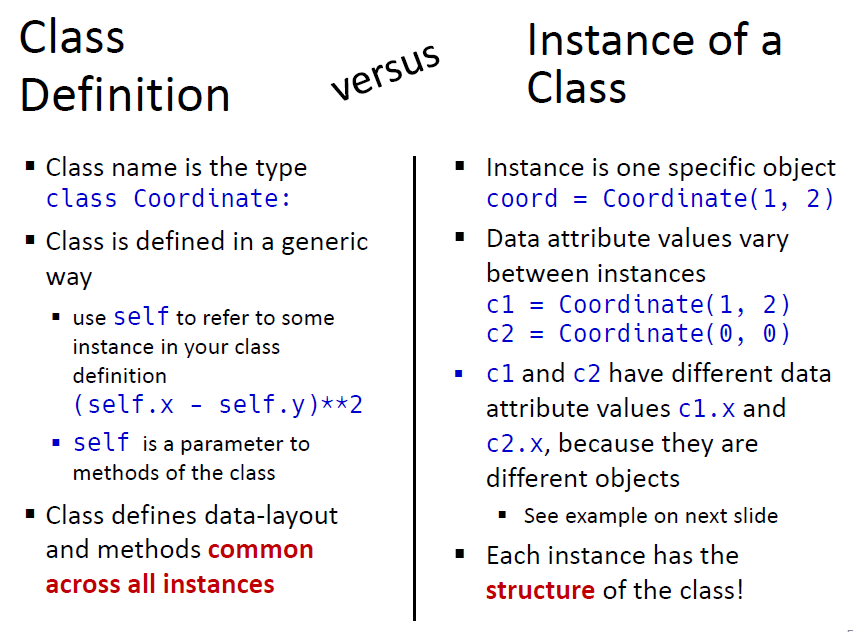 Class
Definition
versus
Instance of a
Class
▪ Class name is the type
class Coordinate:
▪ Class is defined in a generic
way
▪ use self to refer to some
instance in your class
definition
(self.x - self.y)**2
▪ self is a parameter to
methods of the class
▪ Class defines data-layout
and methods common
across all instances
▪ Instance is one specific object
coord = Coordinate(1, 2)
▪ Data attribute values vary
between instances
c1 = Coordinate(1, 2)
c2 = Coordinate(0, 0)
▪ c1 and c2 have different data
attribute values c1.x and
c2.x, because they are
different objects
▪ See example on next slide
▪ Each instance has the
structure of the class!